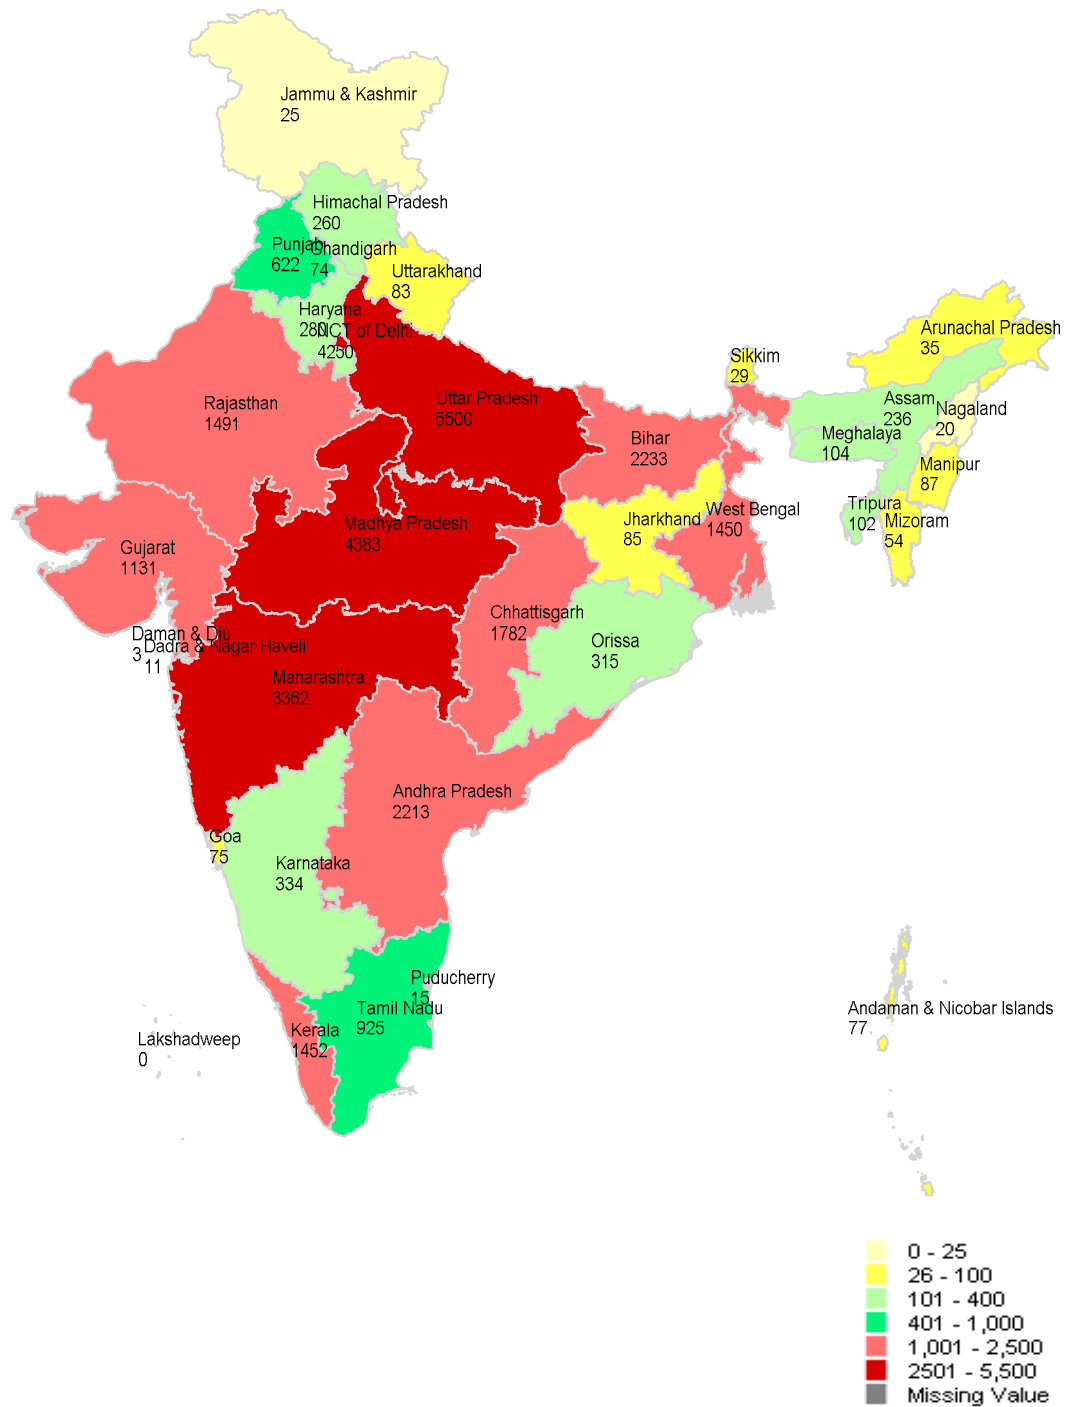 Jammu & Kashmir
25
Himachal Pradesh
260
Punjab
622
Chandigarh
74
Uttarakhand
83
Haryana
280
NCT of Delhi
4250
Arunachal Pradesh
35
Sikkim
29
Rajasthan
1491
Uttar Pradesh
5500
Assam
236
Nagaland
20
Bihar
2233
Meghalaya
104
Manipur
87
Tripura
102
Mizoram
54
Jharkhand
85
West Bengal
1450
Madhya Pradesh
4383
Gujarat
1131
Chhattisgarh
1782
Orissa
315
Daman & Diu
3
Dadra & Nagar Haveli
11
Maharashtra
3362
Andhra Pradesh
2213
Goa
75
Karnataka
334
Puducherry
15
Tamil Nadu
925
Kerala
1452
Lakshadweep
0
Andaman & Nicobar Islands
77
0 - 25
26 - 100
101 - 400
401 - 1,000
1,001 - 2,500
2501 - 5,500
Missing Value